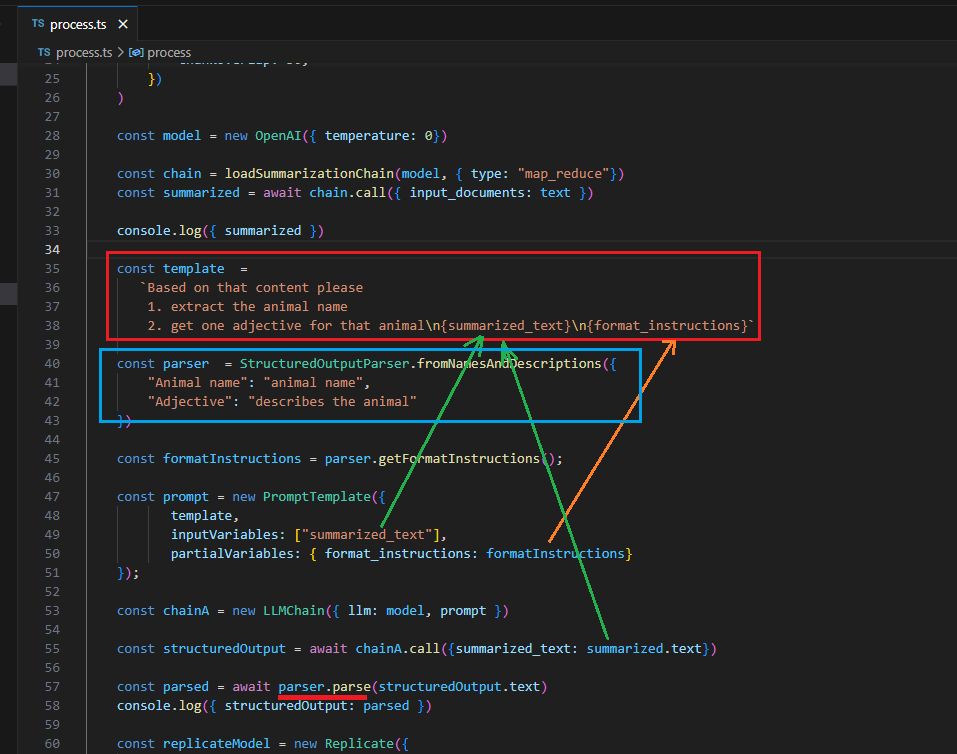 TS process.ts ×
TS process.ts > process
25 })
26 )
27
28 const model = new OpenAI({ temperature: 0})
29
30 const chain = loadSummarizationChain(model, { type: "map_reduce"})
31 const summarized = await chain.call({ input_documents: text })
32
33 console.log({ summarized })
34
35 const template  =
36 `Based on that content please
37 1. extract the animal name
38 2. get one adjective for that animal\n{summarized_text}\n{format_instructions}`
39
40 const parser  = StructuredOutputParser.fromNamesAndDescriptions({
41 "Animal name": "animal name",
42 "Adjective": "describes the animal"
43 })
44
45 const formatInstructions = parser.getFormatInstructions();
46
47 const prompt = new PromptTemplate({
48 template,
49 inputVariables: ["summarized_text"],
50 partialVariables: { format_instructions: formatInstructions}
51 });
52
53 const chainA = new LLMChain({ llm: model, prompt })
54
55 const structuredOutput = await chainA.call({summarized_text: summarized.text})
56
57 const parsed = await parser.parse(structuredOutput.text)
58 console.log({ structuredOutput: parsed })
59
60 const replicateModel = new Replicate({